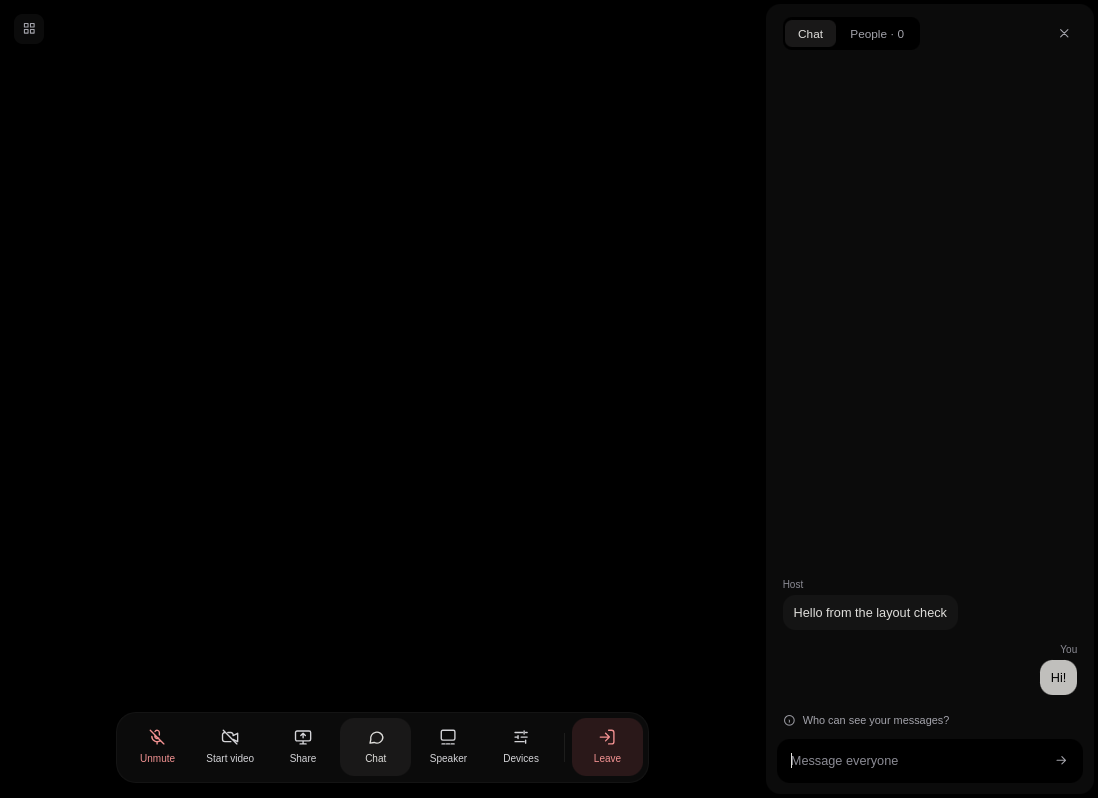 Chat
People · 0
Host
Hello from the layout check
You
Hi!
Who can see your messages?
Message everyone
Unmute
Start video
Share
Chat
Speaker
Devices
Leave